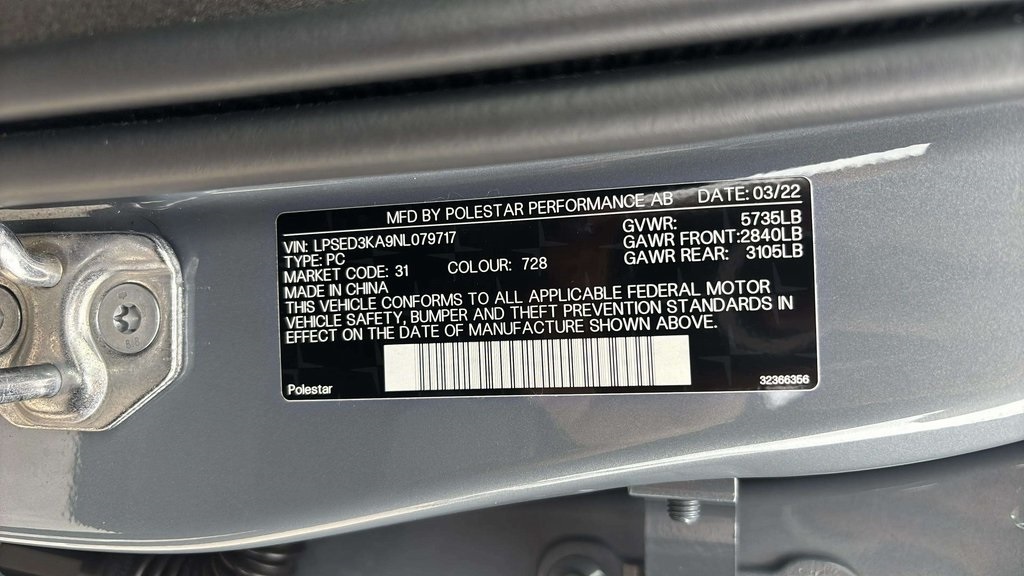 MFD BY POLESTAR PERFORMANCE AB DATE: 03/22
VIN: LPSED3KA9NL079717 GVWR: 5735LB
TYPE: PC GAWR FRONT:2840LB
MARKET CODE: 31 COLOUR: 728 GAWR REAR: 3105LB
MADE IN CHINA
THIS VEHICLE CONFORMS TO ALL APPLICABLE FEDERAL MOTOR
VEHICLE SAFETY, BUMPER AND THEFT PREVENTION STANDARDS IN
EFFECT ON THE DATE OF MANUFACTURE SHOWN ABOVE.
Polestar 32366356